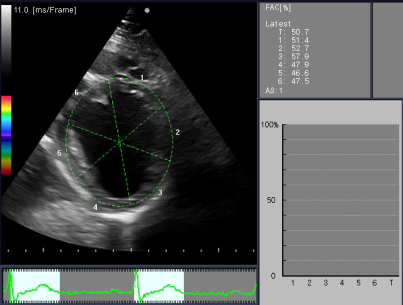 11.0 [ms/Frame]
1
2
3
4
5
6
FAC[%]
Latest
T: 50.7
1: 51.4
2: 52.7
3: 57.9
4: 47.9
5: 46.6
6: 47.5
AS: 1
100%
50
0
1 2 3 4 5 6 T